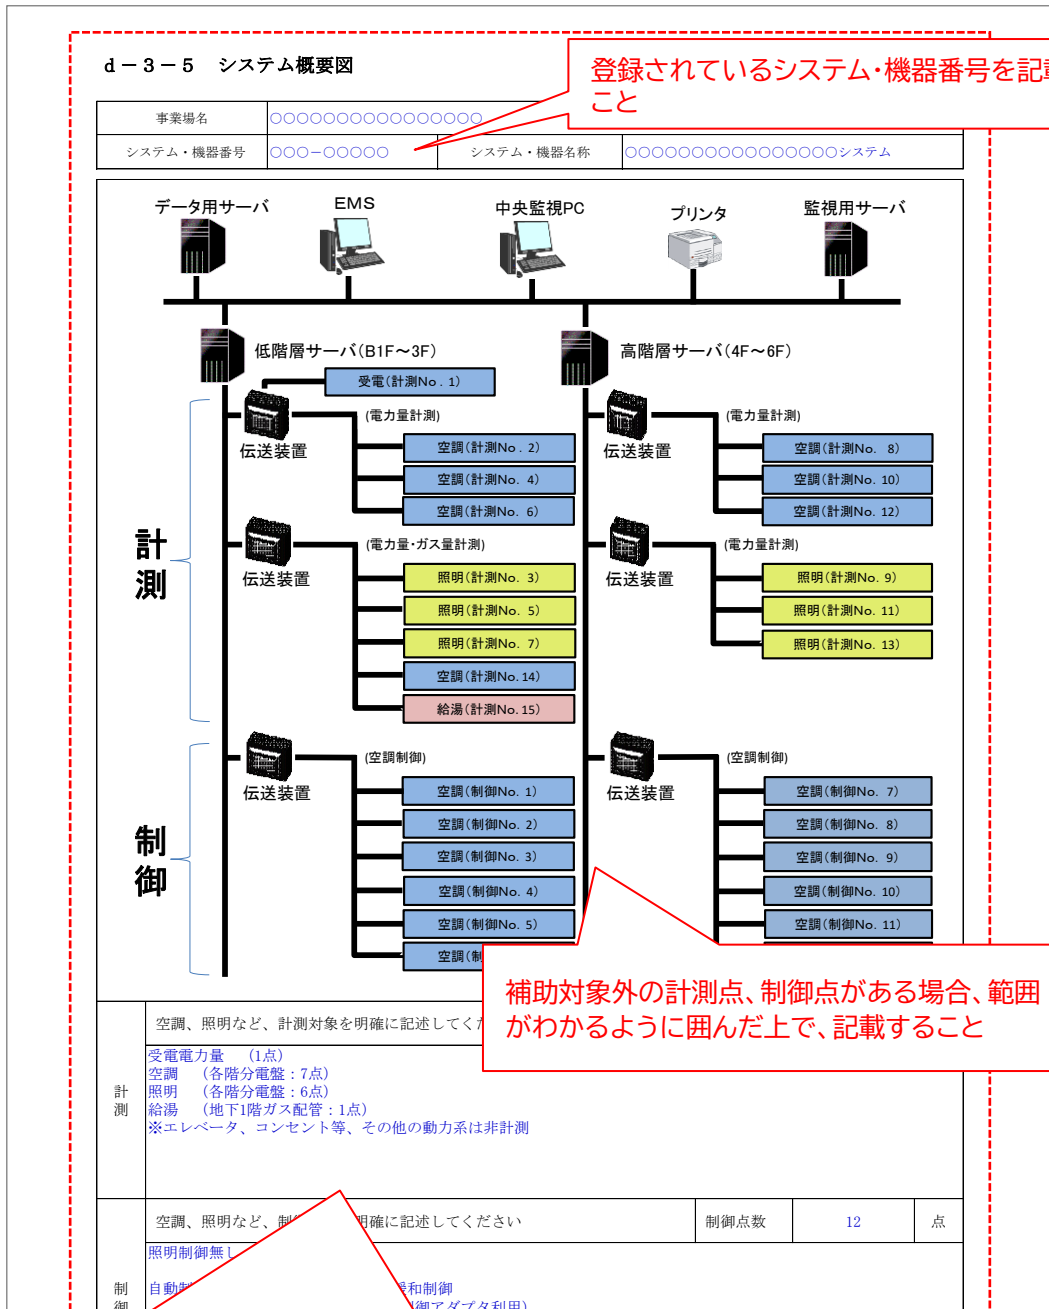 d－3－5　システム概要図
登録されているシステム・機器番号を記
こと
事業場名
○○○○○○○○○○○○○○○○
システム・機器番号
○○○－○○○○○
システム・機器名称
○○○○○○○○○○○○○○○○システム
データ用サーバ
EMS
中央監視PC
プリンタ
監視用サーバ
低階層サーバ(B1F～3F)
高階層サーバ(4F～6F)
受電(計測No. 1)
計測
伝送装置
(電力量計測)
空調(計測No. 2)
空調(計測No. 4)
空調(計測No. 6)
伝送装置
(電力量計測)
空調(計測No. 8)
空調(計測No. 10)
空調(計測No. 12)
伝送装置
(電力量・ガス量計測)
照明(計測No. 3)
照明(計測No. 5)
照明(計測No. 7)
空調(計測No. 14)
給湯(計測No. 15)
伝送装置
(電力量計測)
照明(計測No. 9)
照明(計測No. 11)
照明(計測No. 13)
制御
伝送装置
(空調制御)
空調(制御No. 1)
空調(制御No. 2)
空調(制御No. 3)
空調(制御No. 4)
空調(制御No. 5)
空調(制
伝送装置
(空調制御)
空調(制御No. 7)
空調(制御No. 8)
空調(制御No. 9)
空調(制御No. 10)
空調(制御No. 11)
補助対象外の計測点、制御点がある場合、範囲
がわかるように囲んだ上で、記載すること
計測
空調、照明など、計測対象を明確に記述してく
受電電力量　(1点)
空調　(各階分電盤：7点)
照明　(各階分電盤：6点)
給湯　(地下1階ガス配管：1点)
※エレベータ、コンセント等、その他の動力系は非計測
空調、照明など、制
明確に記述してください
制御点数
12
点
制御
照明制御無し
自動制
緩和制御
御アダプタ利用)